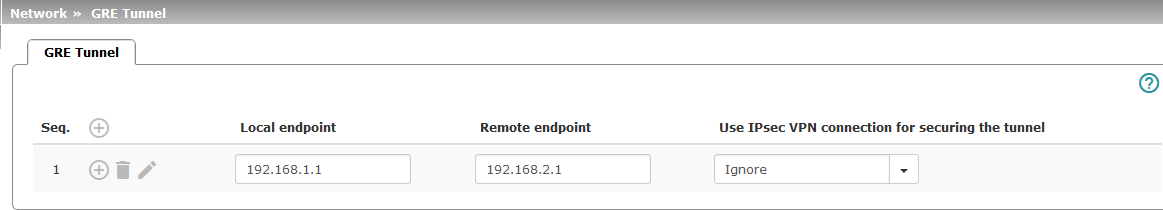 Network » GRE Tunnel
GRE Tunnel
?
Seq. Local endpoint Remote endpoint Use IPsec VPN connection for securing the tunnel
1 192.168.1.1 192.168.2.1 Ignore